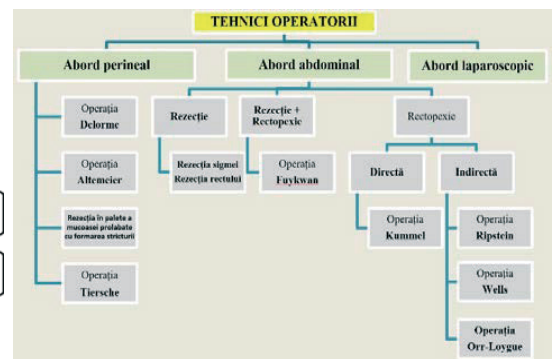 TEHNICI OPERATORII
Abord perineal
Abord abdominal
Abord laparoscopic
Operația
Delorme
Operația
Altemeier
Rezecția în palete a
mucoasei prolabate
cu formarea stricturii
Operația
Tiersche
Rezecție
Rezecția sigmei
Rezecția rectului
Rezecție +
Rectopexie
Operația
Fuykwan
Rectopexie
Directă
Operația
Kummel
Indirectă
Operația
Ripstein
Operația
Wells
Operația
Orr-Loygue